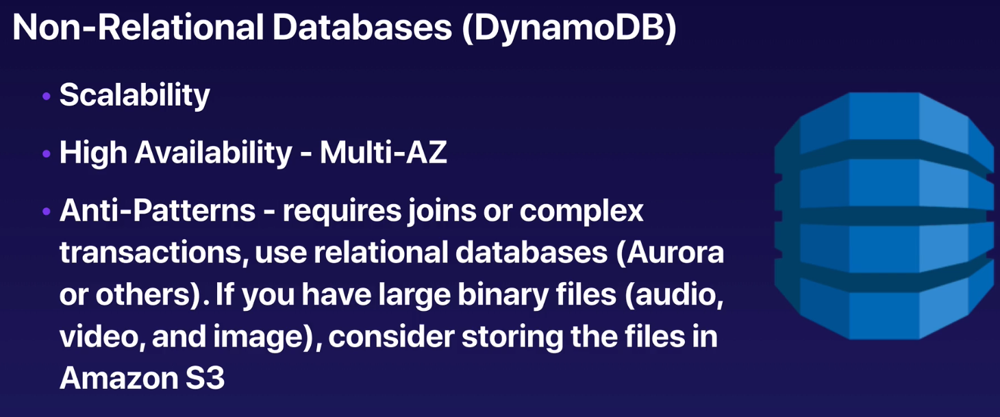 Non-Relational Databases (DynamoDB)
• Scalability
• High Availability - Multi-AZ
• Anti-Patterns - requires joins or complex
transactions, use relational databases (Aurora
or others). If you have large binary files (audio,
video, and image), consider storing the files in
Amazon S3